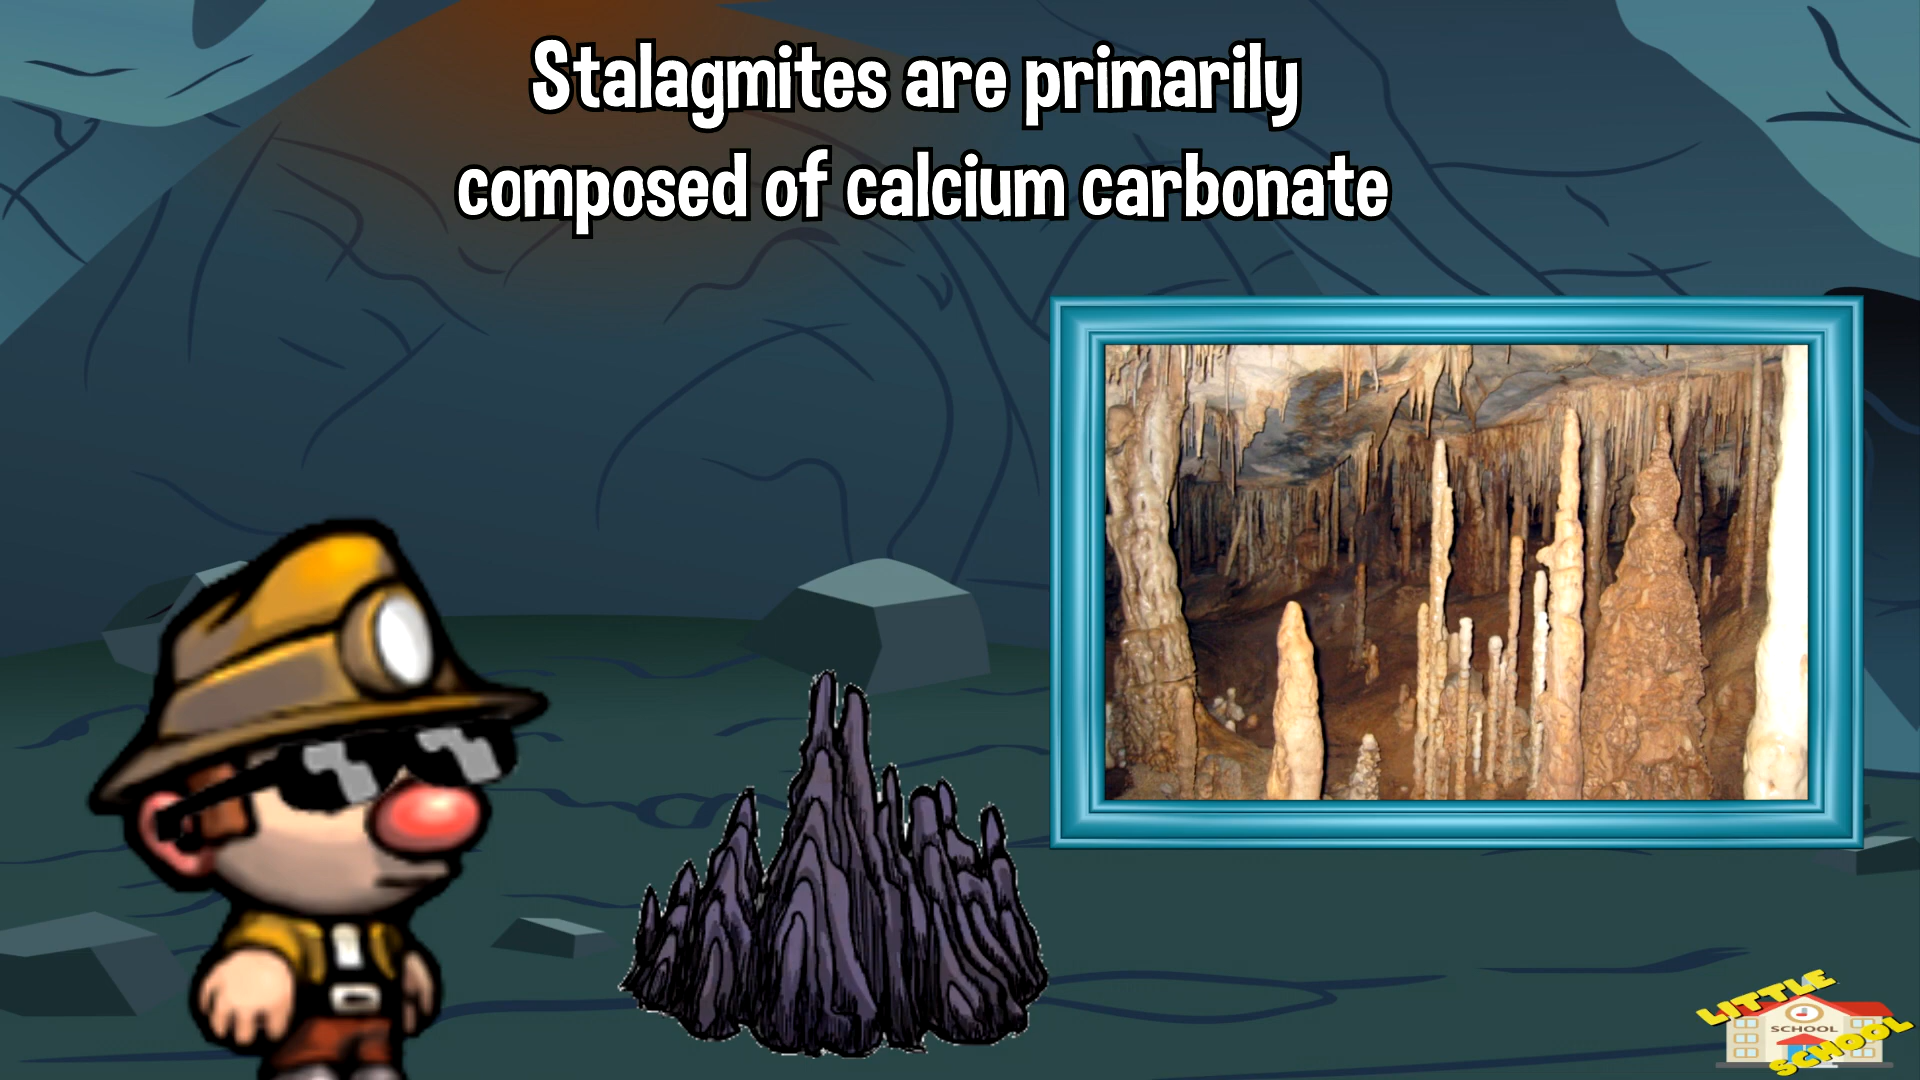 Stalagmites are primarily
composed of calcium carbonate
LITTLE
SCHOOL
SCHOOL